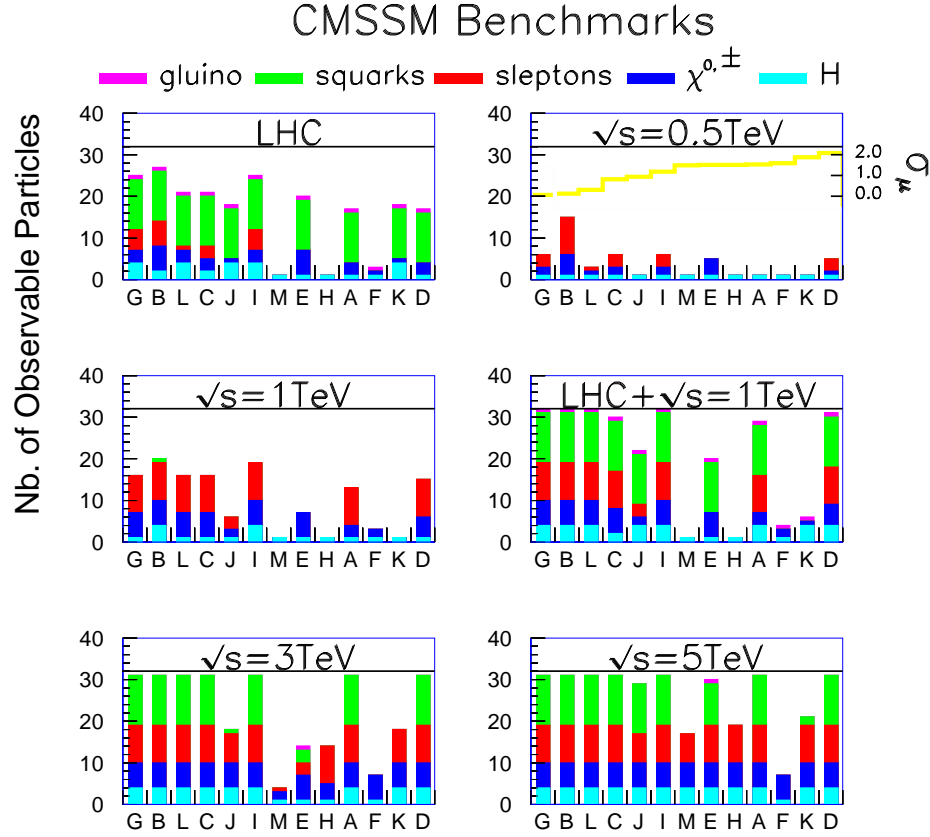 CMSSM Benchmarks
gluino squarks sleptons χ⁰,± H
Nb. of Observable Particles
LHC
40
30
20
10
0
G B L C J I M E H A F K D
√s=0.5TeV
40
30
20
10
0
2.0
1.0
0.0
σμ
G B L C J I M E H A F K D
√s=1TeV
40
30
20
10
0
G B L C J I M E H A F K D
LHC+√s=1TeV
40
30
20
10
0
G B L C J I M E H A F K D
√s=3TeV
40
30
20
10
0
G B L C J I M E H A F K D
√s=5TeV
40
30
20
10
0
G B L C J I M E H A F K D